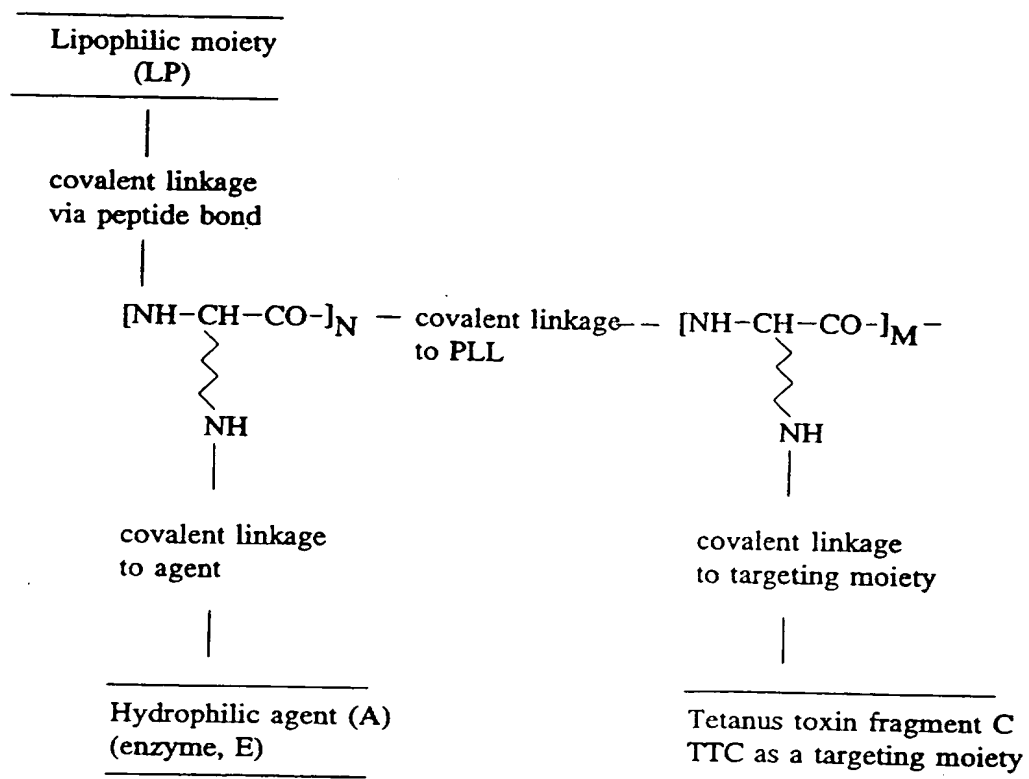 Lipophilic moiety
(LP)
covalent linkage
via peptide bond
[NH-CH-CO-]N — covalent linkage-- [NH-CH-CO-]M-
to PLL
NH
NH
covalent linkage
to agent
covalent linkage
to targeting moiety
Hydrophilic agent (A)
(enzyme, E)
Tetanus toxin fragment C
TTC as a targeting moiety